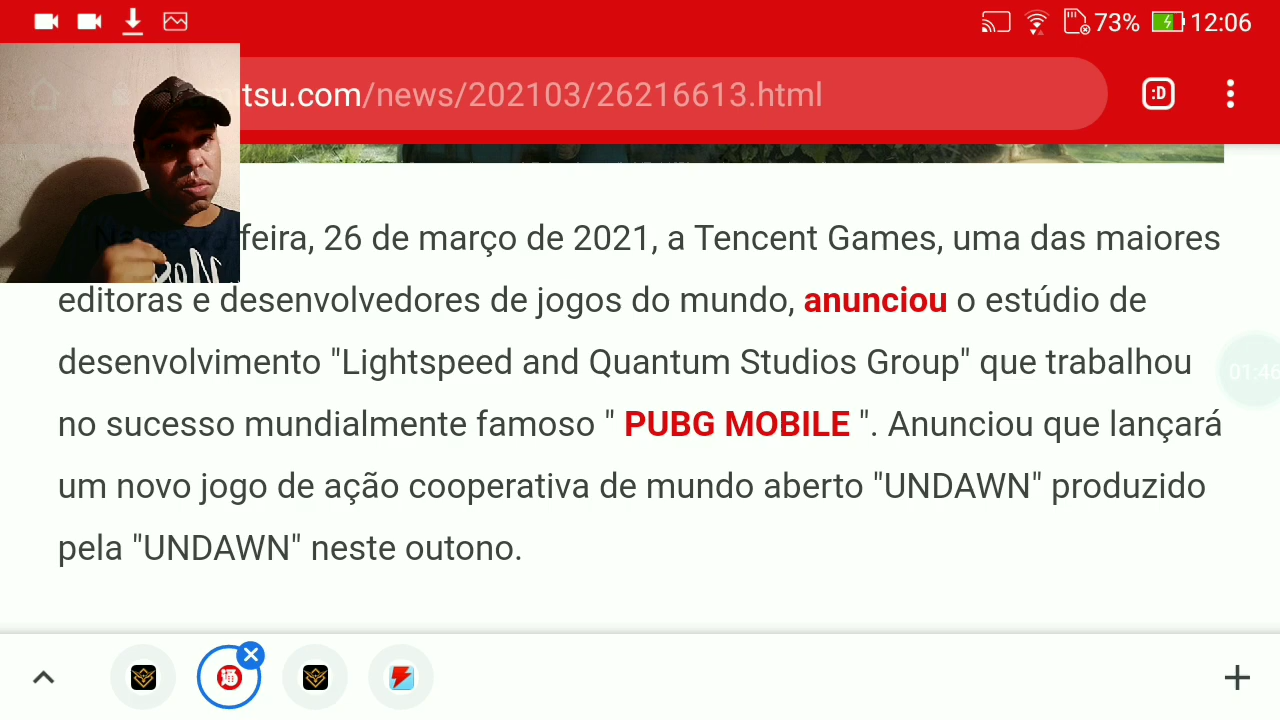 73% 12:06
tsu.com/news/202103/26216613.html
:D
feira, 26 de março de 2021, a Tencent Games, uma das maiores
editoras e desenvolvedores de jogos do mundo, anunciou o estúdio de
desenvolvimento "Lightspeed and Quantum Studios Group" que trabalhou
01:46
no sucesso mundialmente famoso " PUBG MOBILE ". Anunciou que lançará
um novo jogo de ação cooperativa de mundo aberto "UNDAWN" produzido
pela "UNDAWN" neste outono.